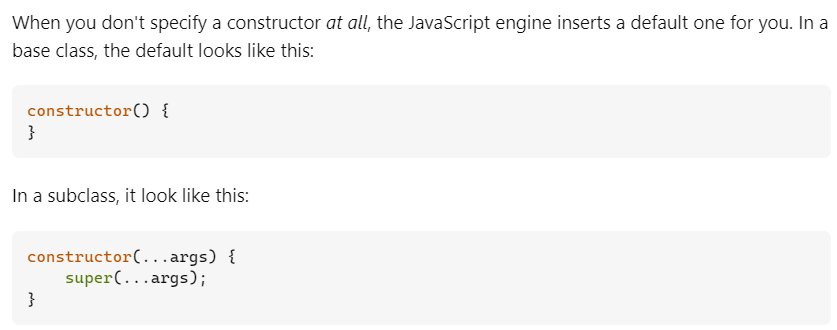 When you don't specify a constructor at all, the JavaScript engine inserts a default one for you. In a
base class, the default looks like this:
constructor() {
}
In a subclass, it look like this:
constructor(...args) {
    super(...args);
}